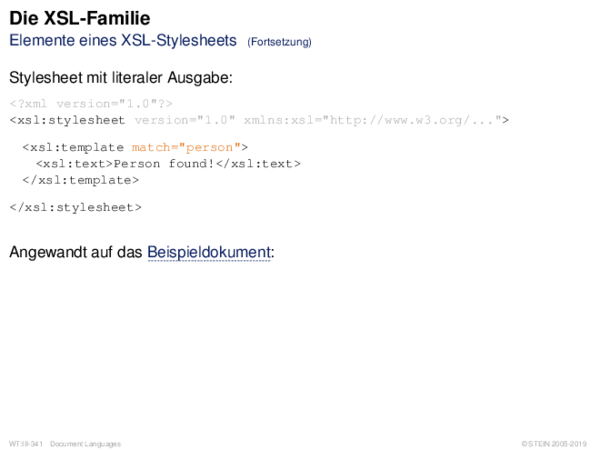 Die XSL-Familie
Elemente eines XSL-Stylesheets (Fortsetzung)
Stylesheet mit literaler Ausgabe:
<?xml version="1.0"?>
<xsl:stylesheet version="1.0" xmlns:xsl="http://www.w3.org/...">
<xsl:template match="person">
<xsl:text>Person found!</xsl:text>
</xsl:template>
</xsl:stylesheet>
Angewandt auf das Beispieldokument:
WT:III-341 Document Languages © STEIN 2005-2019